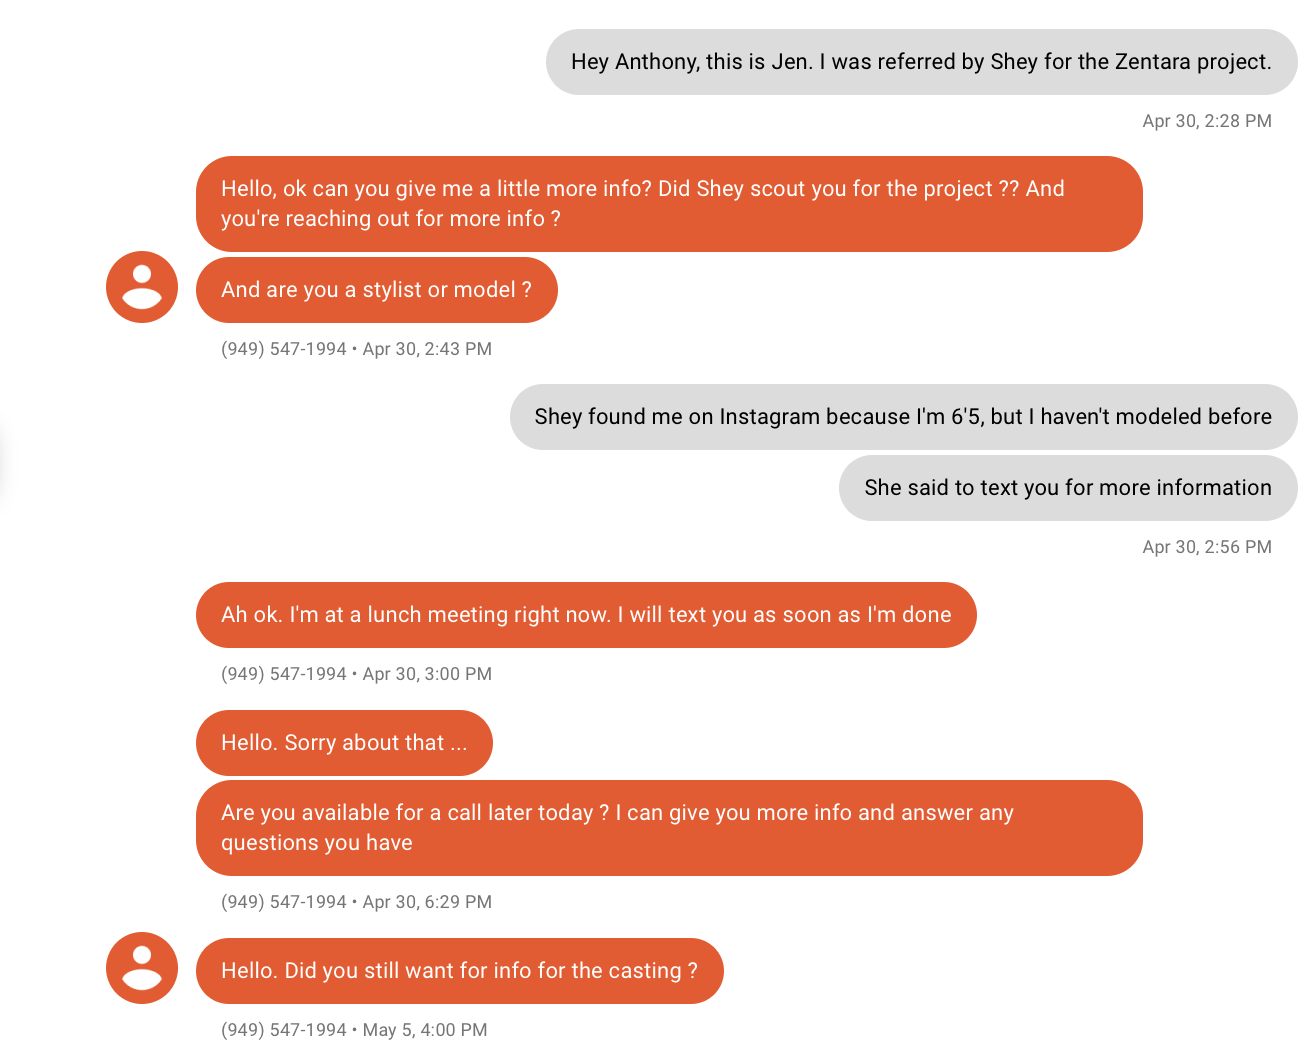 Hey Anthony, this is Jen. I was referred by Shey for the Zentara project.
Apr 30, 2:28 PM
Hello, ok can you give me a little more info? Did Shey scout you for the project ?? And
you're reaching out for more info ?
And are you a stylist or model ?
(949) 547-1994 • Apr 30, 2:43 PM
Shey found me on Instagram because I'm 6'5, but I haven't modeled before
She said to text you for more information
Apr 30, 2:56 PM
Ah ok. I'm at a lunch meeting right now. I will text you as soon as I'm done
(949) 547-1994 • Apr 30, 3:00 PM
Hello. Sorry about that ...
Are you available for a call later today ? I can give you more info and answer any
questions you have
(949) 547-1994 • Apr 30, 6:29 PM
Hello. Did you still want for info for the casting ?
(949) 547-1994 • May 5, 4:00 PM